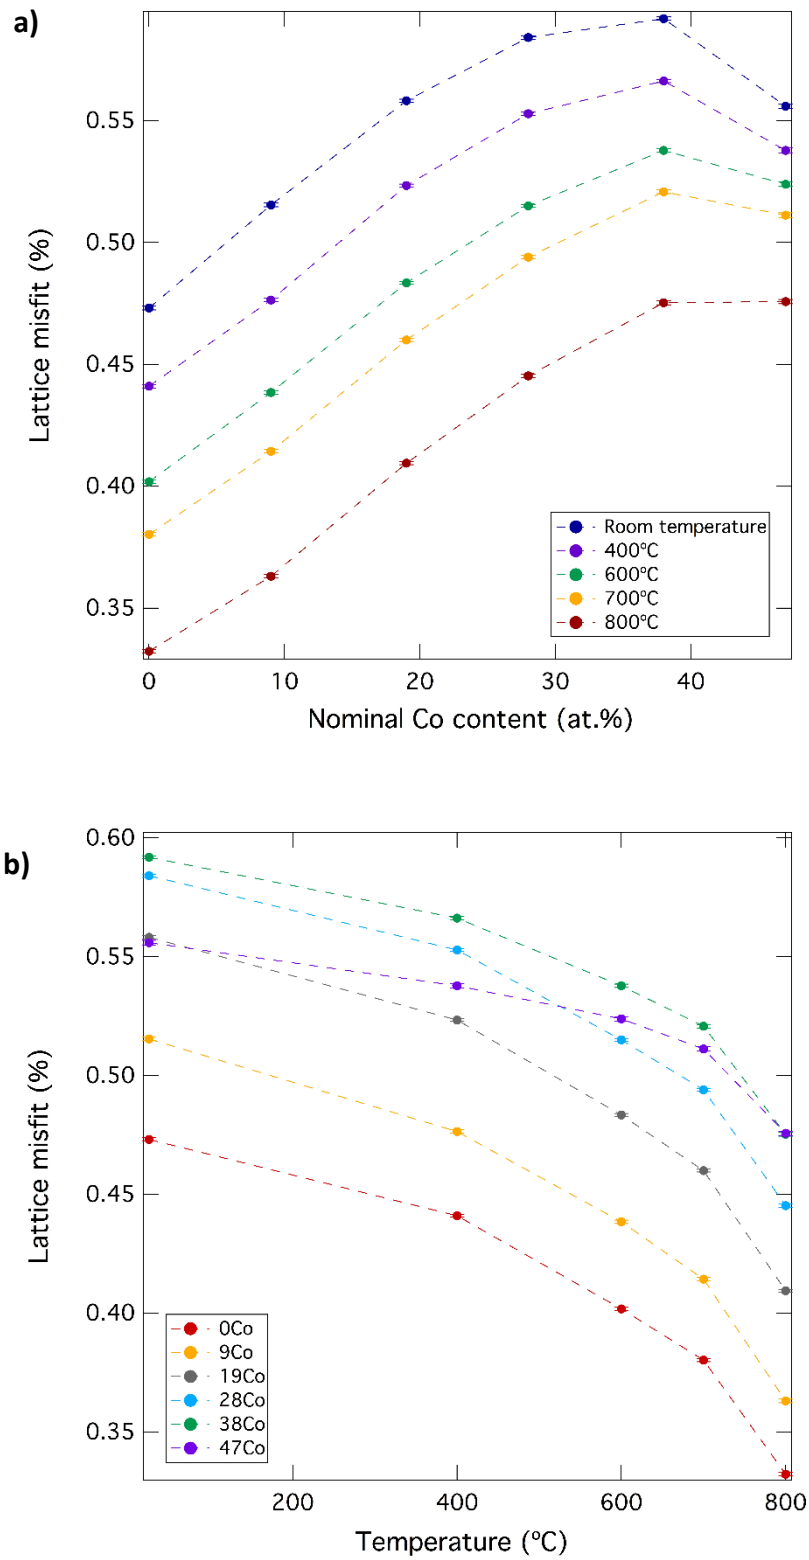 a)
0.55
0.50
0.45
0.40
0.35
Lattice misfit (%)
Room temperature
400ºC
600ºC
700ºC
800ºC
0 10 20 30 40
Nominal Co content (at.%)
b)
0.60
0.55
0.50
0.45
0.40
0.35
Lattice misfit (%)
0Co
9Co
19Co
28Co
38Co
47Co
200 400 600 800
Temperature (ºC)